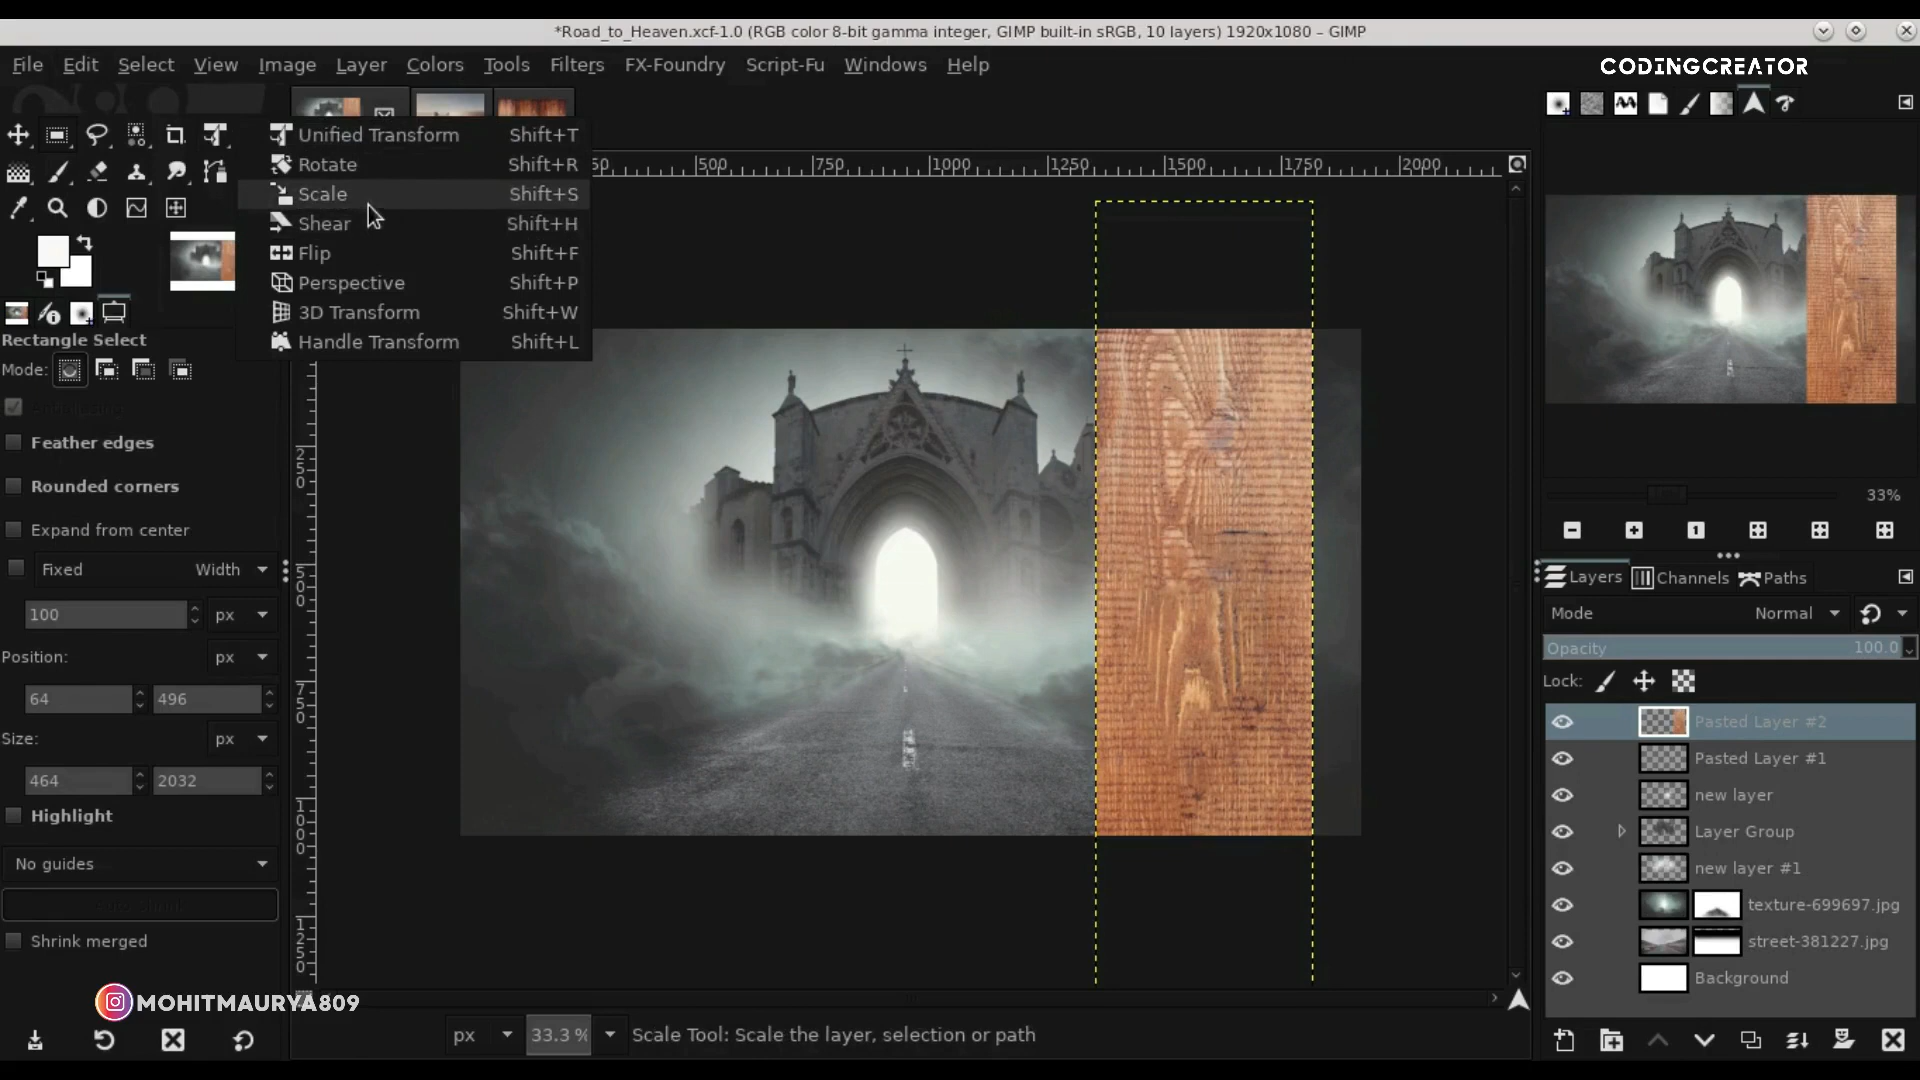 *Road_to_Heaven.xcf-1.0 (RGB color 8-bit gamma integer, GIMP built-in sRGB, 10 layers) 1920x1080 – GIMP
File Edit Select View Image Layer Colors Tools Filters FX-Foundry Script-Fu Windows Help
CODINGCREATOR
Unified Transform Shift+T
Rotate Shift+R
Scale Shift+S
Shear Shift+H
Flip Shift+F
Perspective Shift+P
3D Transform Shift+W
Handle Transform Shift+L
500 750 1000 1250 1500 1750 2000
250
500
750
1000
1250
Rectangle Select
Mode:
Feather edges
Rounded corners
Expand from center
Fixed Width
100 px
Position: px
64 496
Size: px
464 2032
Highlight
No guides
Shrink merged
MOHITMAURYA809
px 33.3 % Scale Tool: Scale the layer, selection or path
33%
Layers Channels Paths
Mode Normal
Opacity 100.0
Lock:
Pasted Layer #2
Pasted Layer #1
new layer
Layer Group
new layer #1
texture-699697.jpg
street-381227.jpg
Background